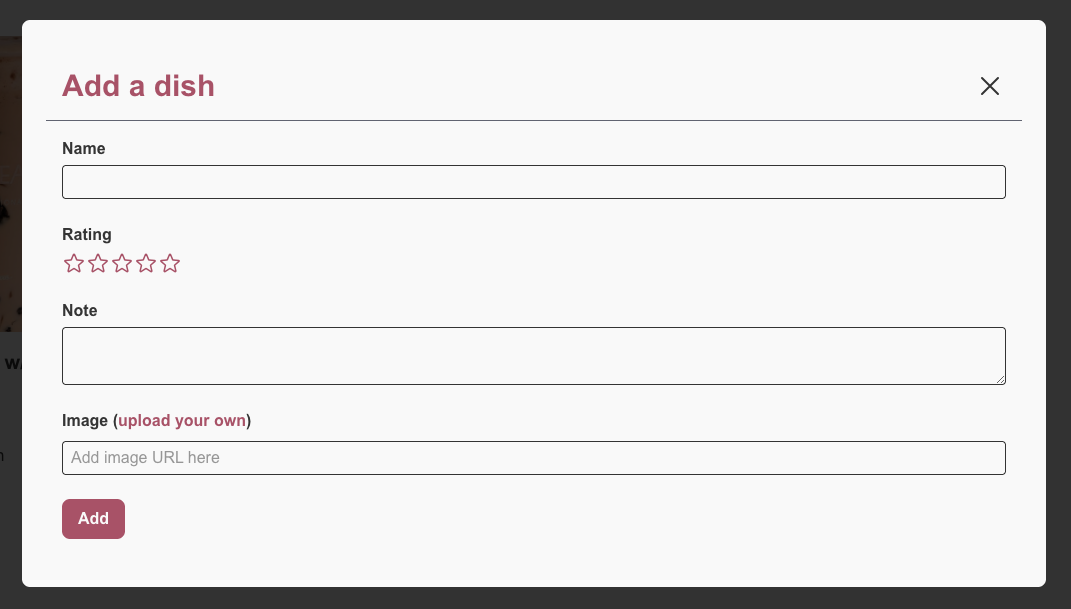 Add a dish
Name
Rating
Note
Image (upload your own)
Add image URL here
Add